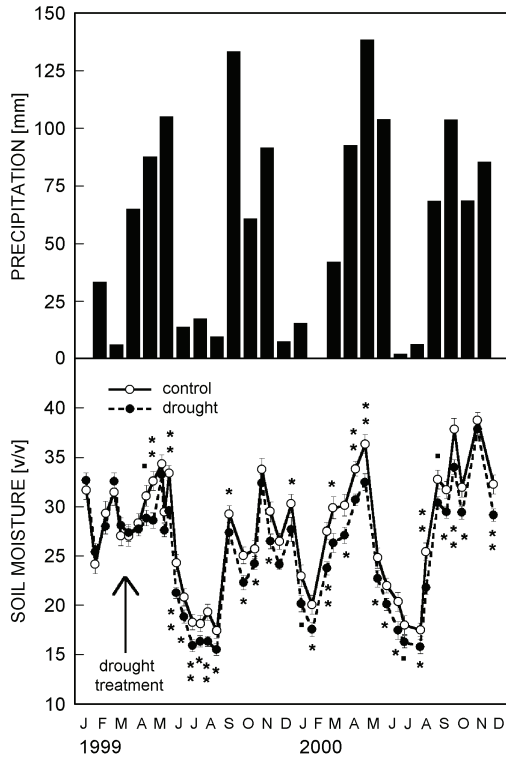 PRECIPITATION [mm]
150
125
100
75
50
25
0
SOIL MOISTURE [v/v]
control
drought
40
35
30
25
20
15
10
drought
treatment
J F M A M J J A S O N D J F M A M J J A S O N D
1999 2000